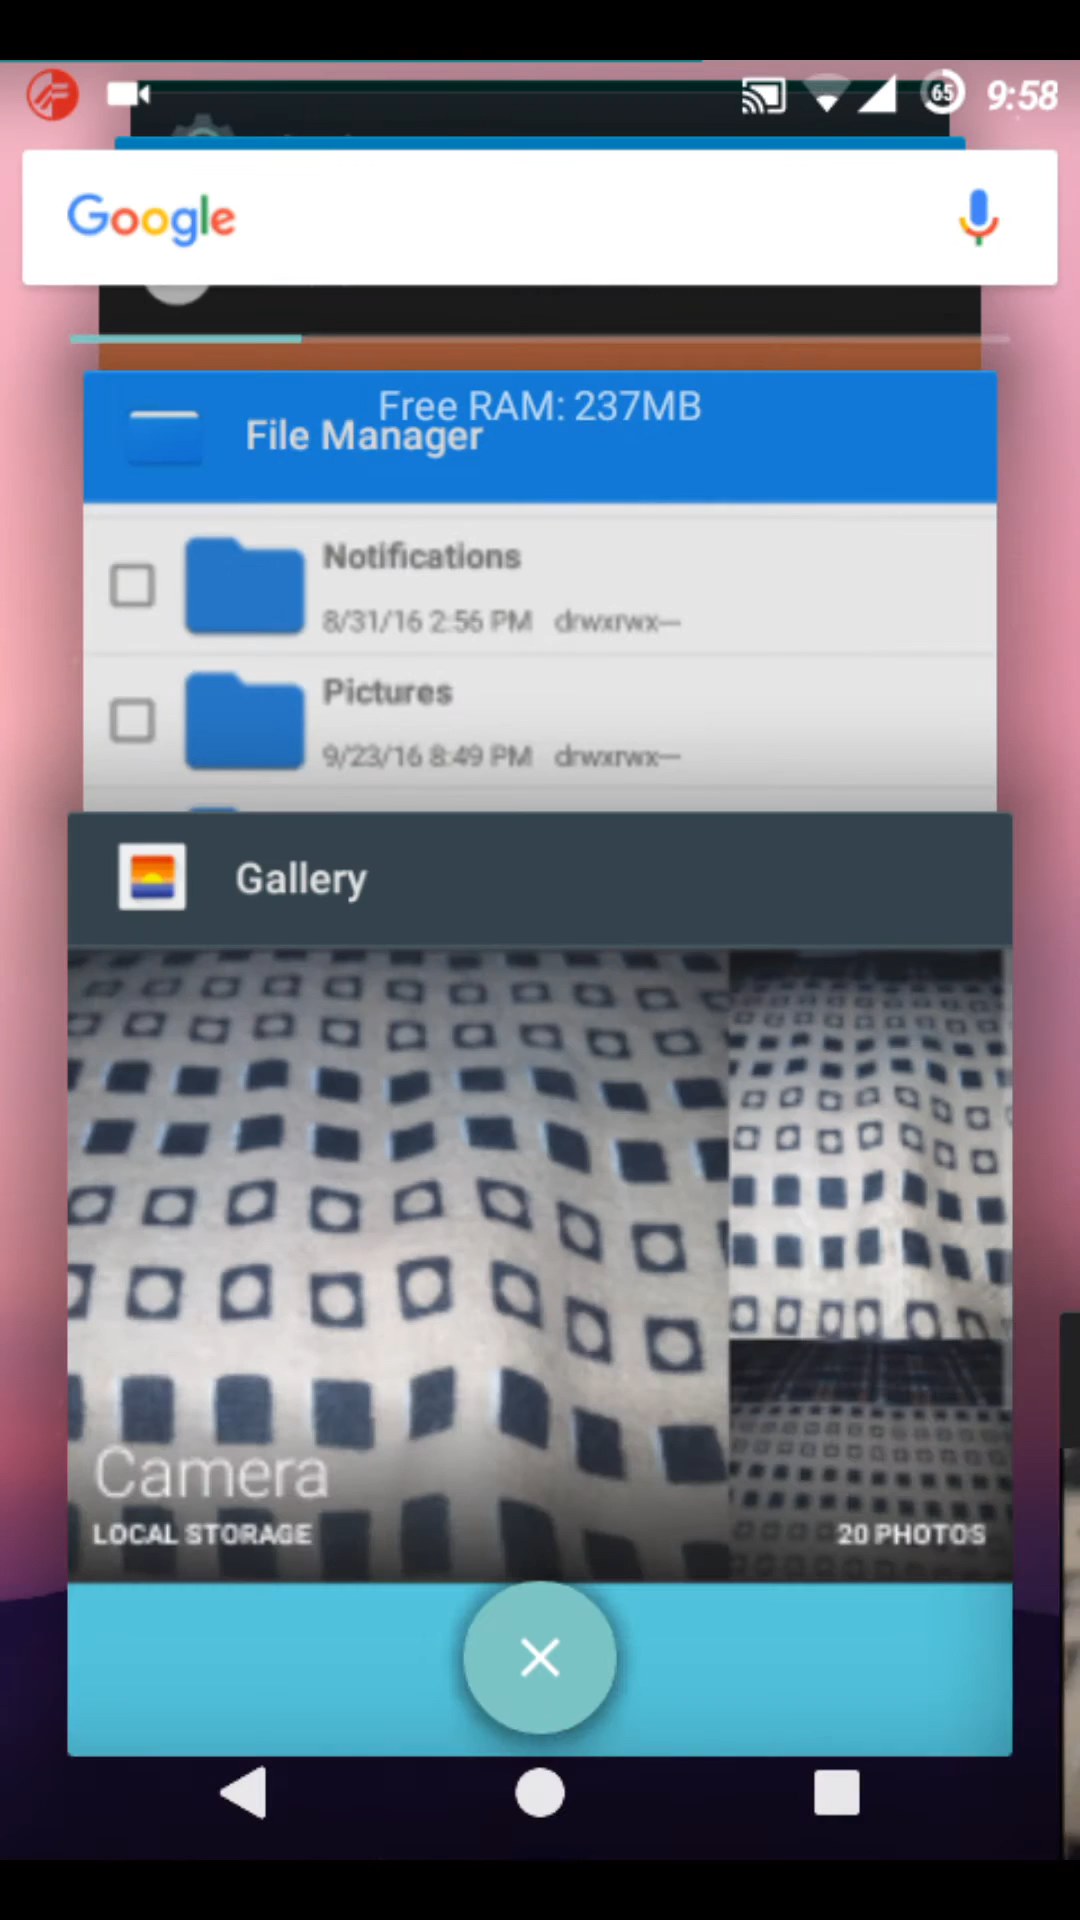 65 9:58
Google
Free RAM: 237MB
File Manager
Notifications
8/31/16 2:56 PM drwxrwx—
Pictures
9/23/16 8:49 PM drwxrwx—
Gallery
Camera
LOCAL STORAGE
20 PHOTOS